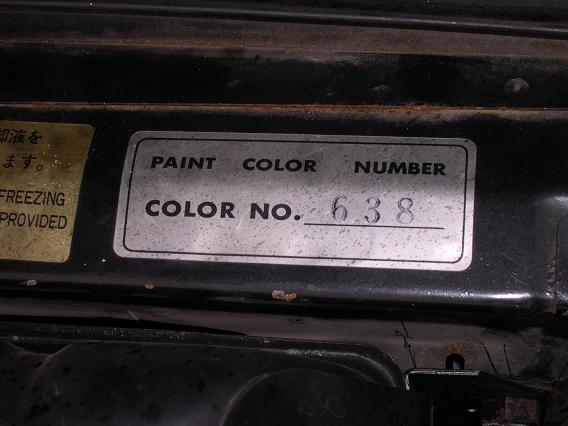 却液を
ます。
FREEZING
PROVIDED
PAINT COLOR NUMBER
COLOR NO. 638